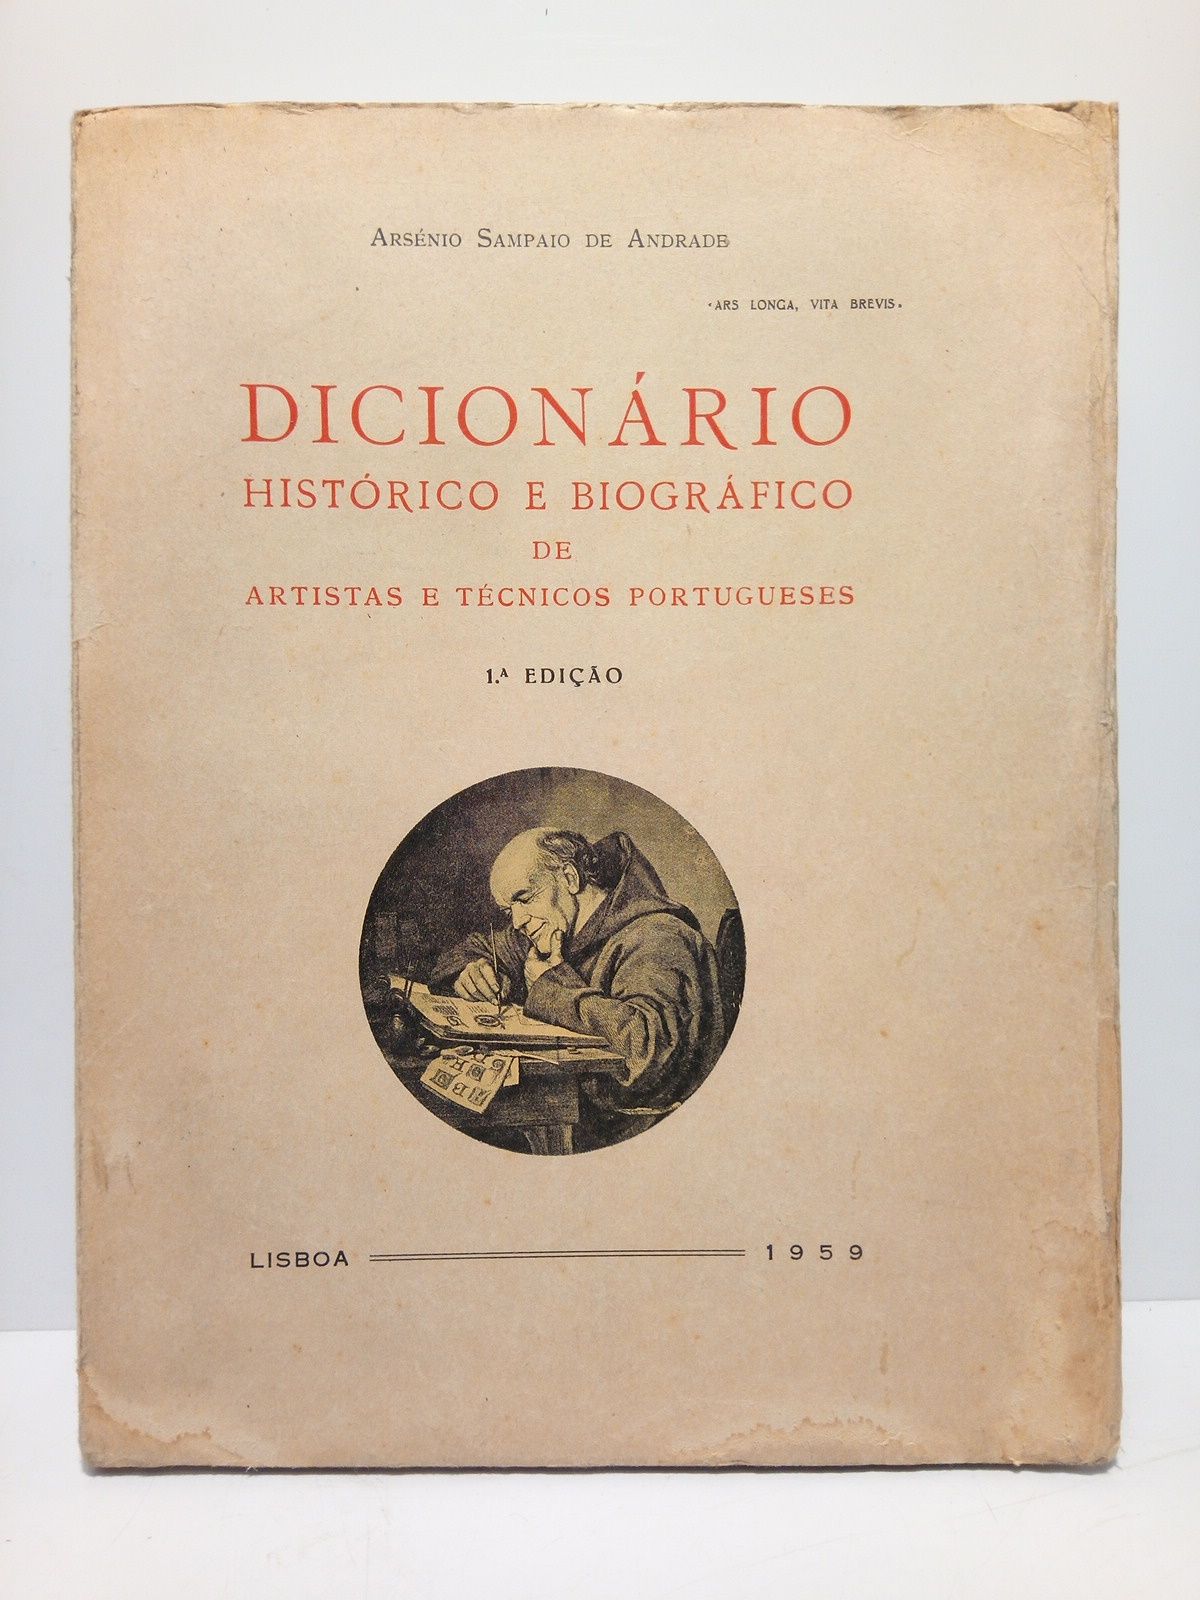 ARSÉNIO SAMPAIO DE ANDRADE
«ARS LONGA, VITA BREVIS»
DICIONÁRIO
HISTÓRICO E BIOGRÁFICO
DE
ARTISTAS E TÉCNICOS PORTUGUESES
1.ª EDIÇÃO
LISBOA 1959